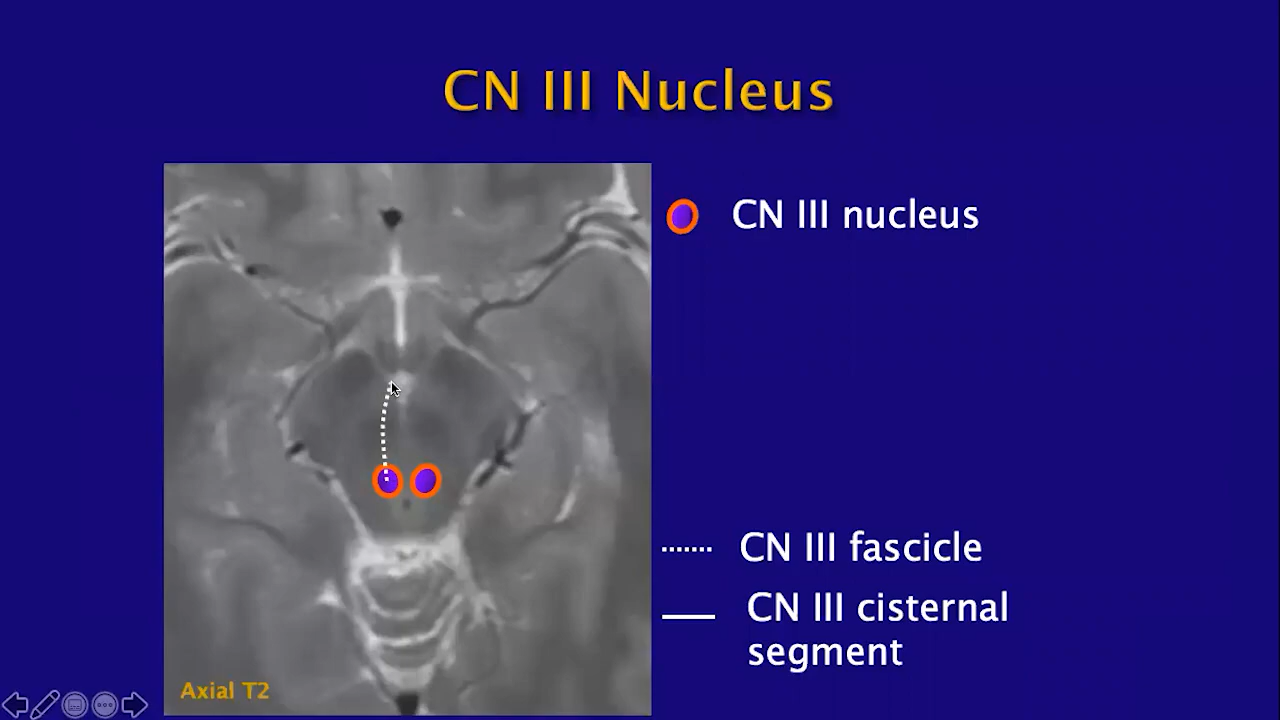 CN III Nucleus
CN III nucleus
CN III fascicle
CN III cisternal
segment
Axial T2